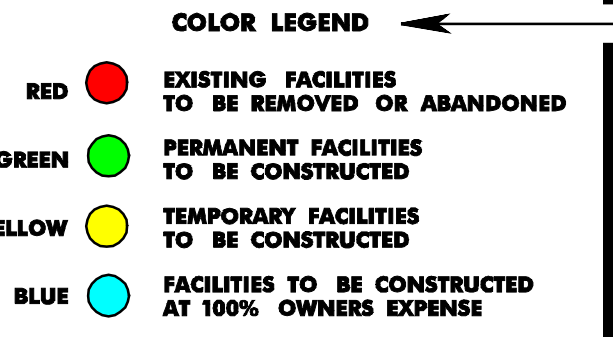 COLOR LEGEND
RED
EXISTING FACILITIES
TO BE REMOVED OR ABANDONED
GREEN
PERMANENT FACILITIES
TO BE CONSTRUCTED
ELLOW
TEMPORARY FACILITIES
TO BE CONSTRUCTED
BLUE
FACILITIES TO BE CONSTRUCTED
AT 100% OWNERS EXPENSE